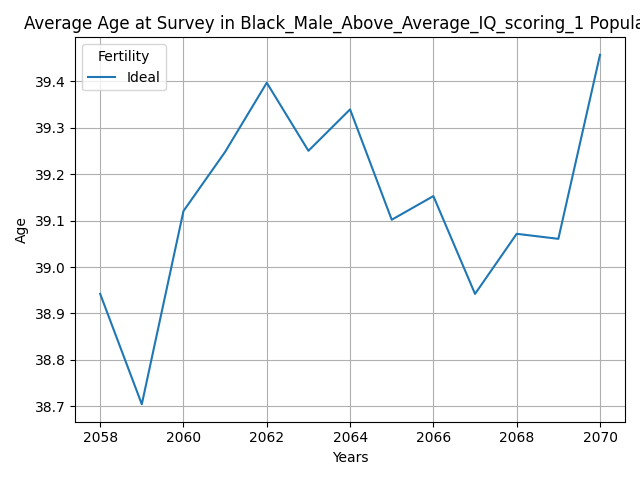 Average Age at Survey in Black_Male_Above_Average_IQ_scoring_1 Popula
Fertility
Ideal
39.4
39.3
39.2
39.1
39.0
38.9
38.8
38.7
Age
2058 2060 2062 2064 2066 2068 2070
Years